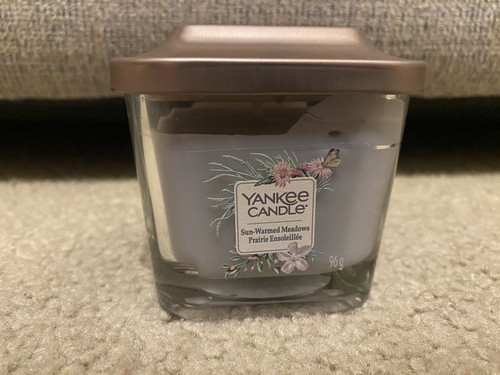 YANKEE
CANDLE®
Sun-Warmed Meadows
Prairie Ensoleillée
96 g